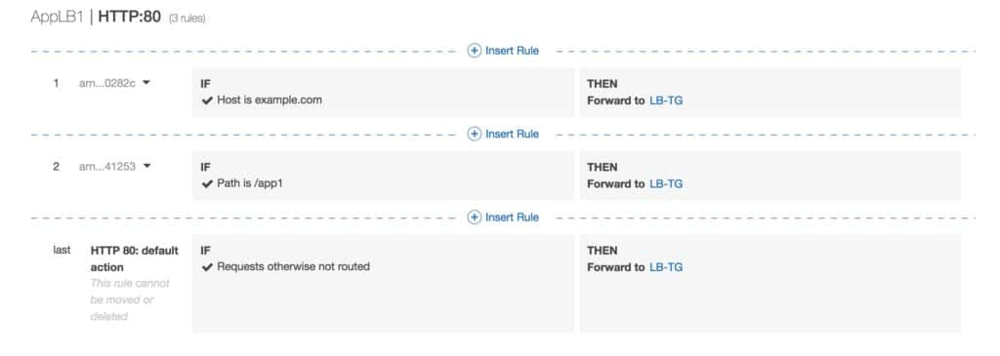 AppLB1 | HTTP:80 (3 rules)
Insert Rule
1 arn...0282c
IF
Host is example.com
THEN
Forward to LB-TG
Insert Rule
2 arn...41253
IF
Path is /app1
THEN
Forward to LB-TG
Insert Rule
last
HTTP 80: default
action
This rule cannot
be moved or
deleted
IF
Requests otherwise not routed
THEN
Forward to LB-TG